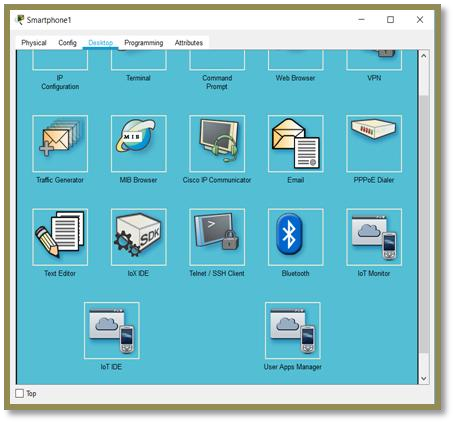 Smartphone1
Physical Config Desktop Programming Attributes
IP Configuration
Terminal
Command Prompt
Web Browser
VPN
MIB
Traffic Generator
MIB Browser
Cisco IP Communicator
Email
PPPoE Dialer
SDK
Text Editor
IoX IDE
Telnet / SSH Client
Bluetooth
IoT Monitor
IoT IDE
User Apps Manager
Top